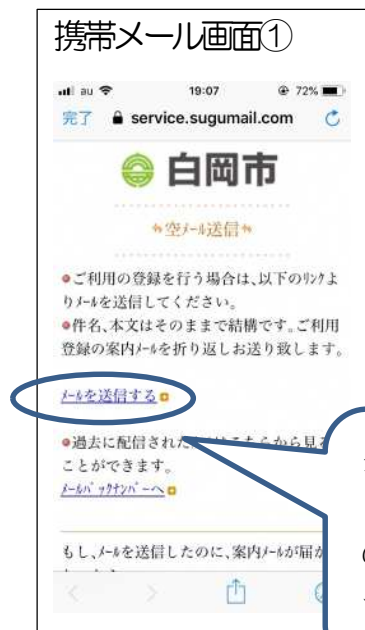 携帯メール画面①
au 19:07 72%
完了 service.sugumail.com
白岡市
空ﾒｰﾙ送信
●ご利用の登録を行う場合は、以下のﾘﾝｸよ
りﾒｰﾙを送信してください。
●件名、本文はそのままで結構です。ご利用
登録の案内ﾒｰﾙを折り返しお送り致します。
ﾒｰﾙを送信する
●過去に配信された から見
ことができます。
ﾒｰﾙﾊﾞｯｸﾅﾝﾊﾞｰへ
もし、ﾒｰﾙを送信したのに、案内ﾒｰﾙが届か